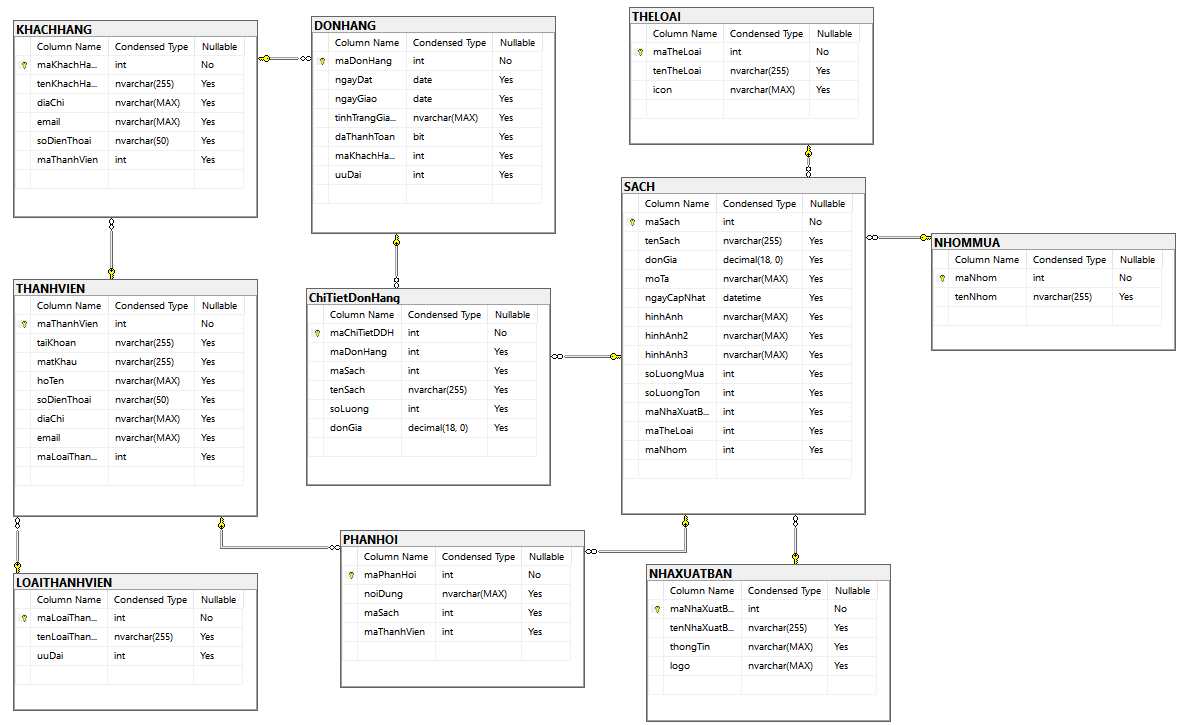 KHACHHANG
Column Name Condensed Type Nullable
maKhachHa... int No
tenKhachHa... nvarchar(255) Yes
diaChi nvarchar(MAX) Yes
email nvarchar(MAX) Yes
soDienThoai nvarchar(50) Yes
maThanhVien int Yes
DONHANG
Column Name Condensed Type Nullable
maDonHang int No
ngayDat date Yes
ngayGiao date Yes
tinhTrangGia... nvarchar(MAX) Yes
daThanhToan bit Yes
maKhachHa... int Yes
uuDai int Yes
THELOAI
Column Name Condensed Type Nullable
maTheLoai int No
tenTheLoai nvarchar(255) Yes
icon nvarchar(MAX) Yes
SACH
Column Name Condensed Type Nullable
maSach int No
tenSach nvarchar(255) Yes
donGia decimal(18, 0) Yes
moTa nvarchar(MAX) Yes
ngayCapNhat datetime Yes
hinhAnh nvarchar(MAX) Yes
hinhAnh2 nvarchar(MAX) Yes
hinhAnh3 nvarchar(MAX) Yes
soLuongMua int Yes
soLuongTon int Yes
maNhaXuatB... int Yes
maTheLoai int Yes
maNhom int Yes
NHOMMUA
Column Name Condensed Type Nullable
maNhom int No
tenNhom nvarchar(255) Yes
THANHVIEN
Column Name Condensed Type Nullable
maThanhVien int No
taiKhoan nvarchar(255) Yes
matKhau nvarchar(255) Yes
hoTen nvarchar(MAX) Yes
soDienThoai nvarchar(50) Yes
diaChi nvarchar(MAX) Yes
email nvarchar(MAX) Yes
maLoaiThan... int Yes
ChiTietDonHang
Column Name Condensed Type Nullable
maChiTietDDH int No
maDonHang int Yes
maSach int Yes
tenSach nvarchar(255) Yes
soLuong int Yes
donGia decimal(18, 0) Yes
PHANHOI
Column Name Condensed Type Nullable
maPhanHoi int No
noiDung nvarchar(MAX) Yes
maSach int Yes
maThanhVien int Yes
LOAITHANHVIEN
Column Name Condensed Type Nullable
maLoaiThan... int No
tenLoaiThan... nvarchar(255) Yes
uuDai int Yes
NHAXUATBAN
Column Name Condensed Type Nullable
maNhaXuatB... int No
tenNhaXuatB... nvarchar(255) Yes
thongTin nvarchar(MAX) Yes
logo nvarchar(MAX) Yes